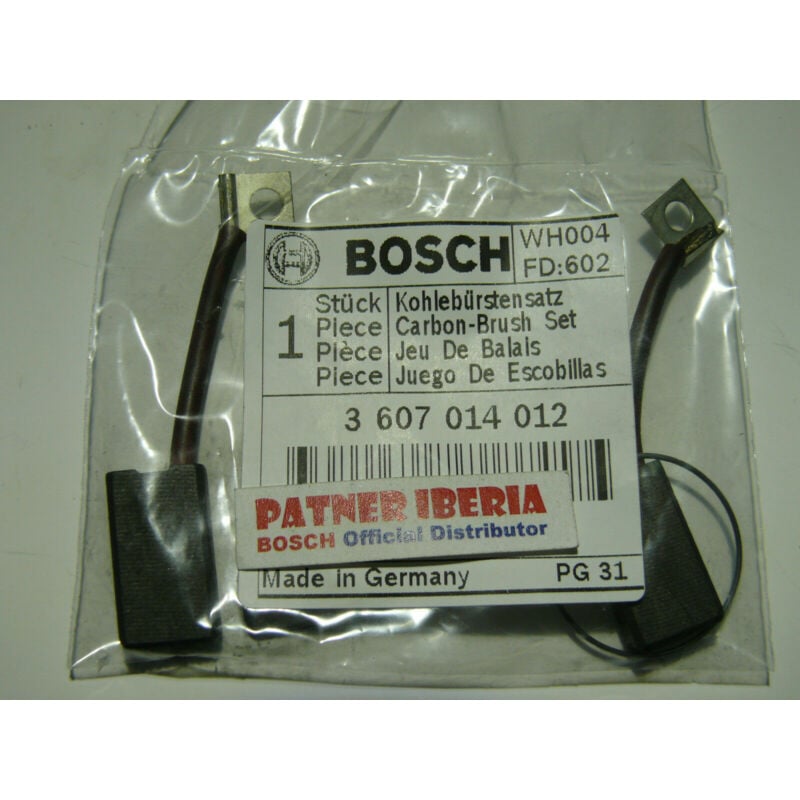 BOSCH
WH004
FD:602
1
Stück Kohlebürstensatz
Piece Carbon-Brush Set
Pièce Jeu De Balais
Piece Juego De Escobillas
3 607 014 012
PATNER IBERIA
BOSCH Official Distributor
Made in Germany PG 31